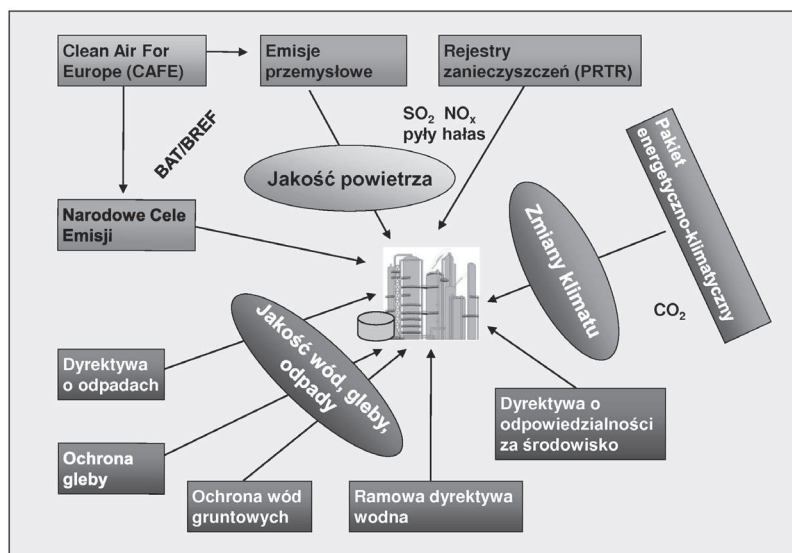 Clean Air For
Europe (CAFE)
Emisje
przemysłowe
Rejestry
zanieczyszczeń (PRTR)
SO₂ NOₓ
pyły hałas
BAT/BREF
Jakość powietrza
Pakiet
energetyczno-klimatyczny
Narodowe Cele
Emisji
Zmiany klimatu
CO₂
Jakość wód, gleby,
odpady
Dyrektywa
o odpadach
Dyrektywa o
odpowiedzialności
za środowisko
Ochrona
gleby
Ochrona wód
gruntowych
Ramowa dyrektywa
wodna